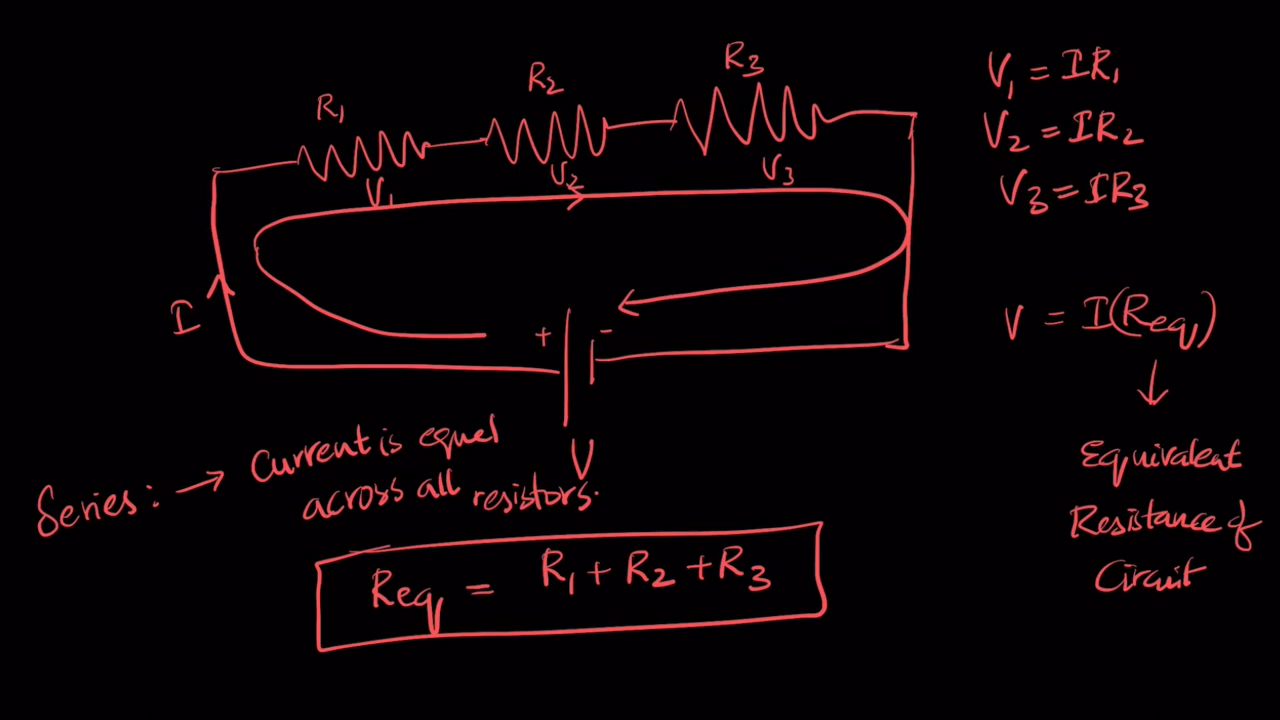 R₁
R₂
R₃
V₁
V₂
V₃
I
+
-
V
V₁ = IR₁
V₂ = IR₂
V₃ = IR₃
V = I(Req)
↓
Equivalent
Resistance of
Circuit
Series: → Current is equal
across all resistors.
Req = R₁ + R₂ + R₃